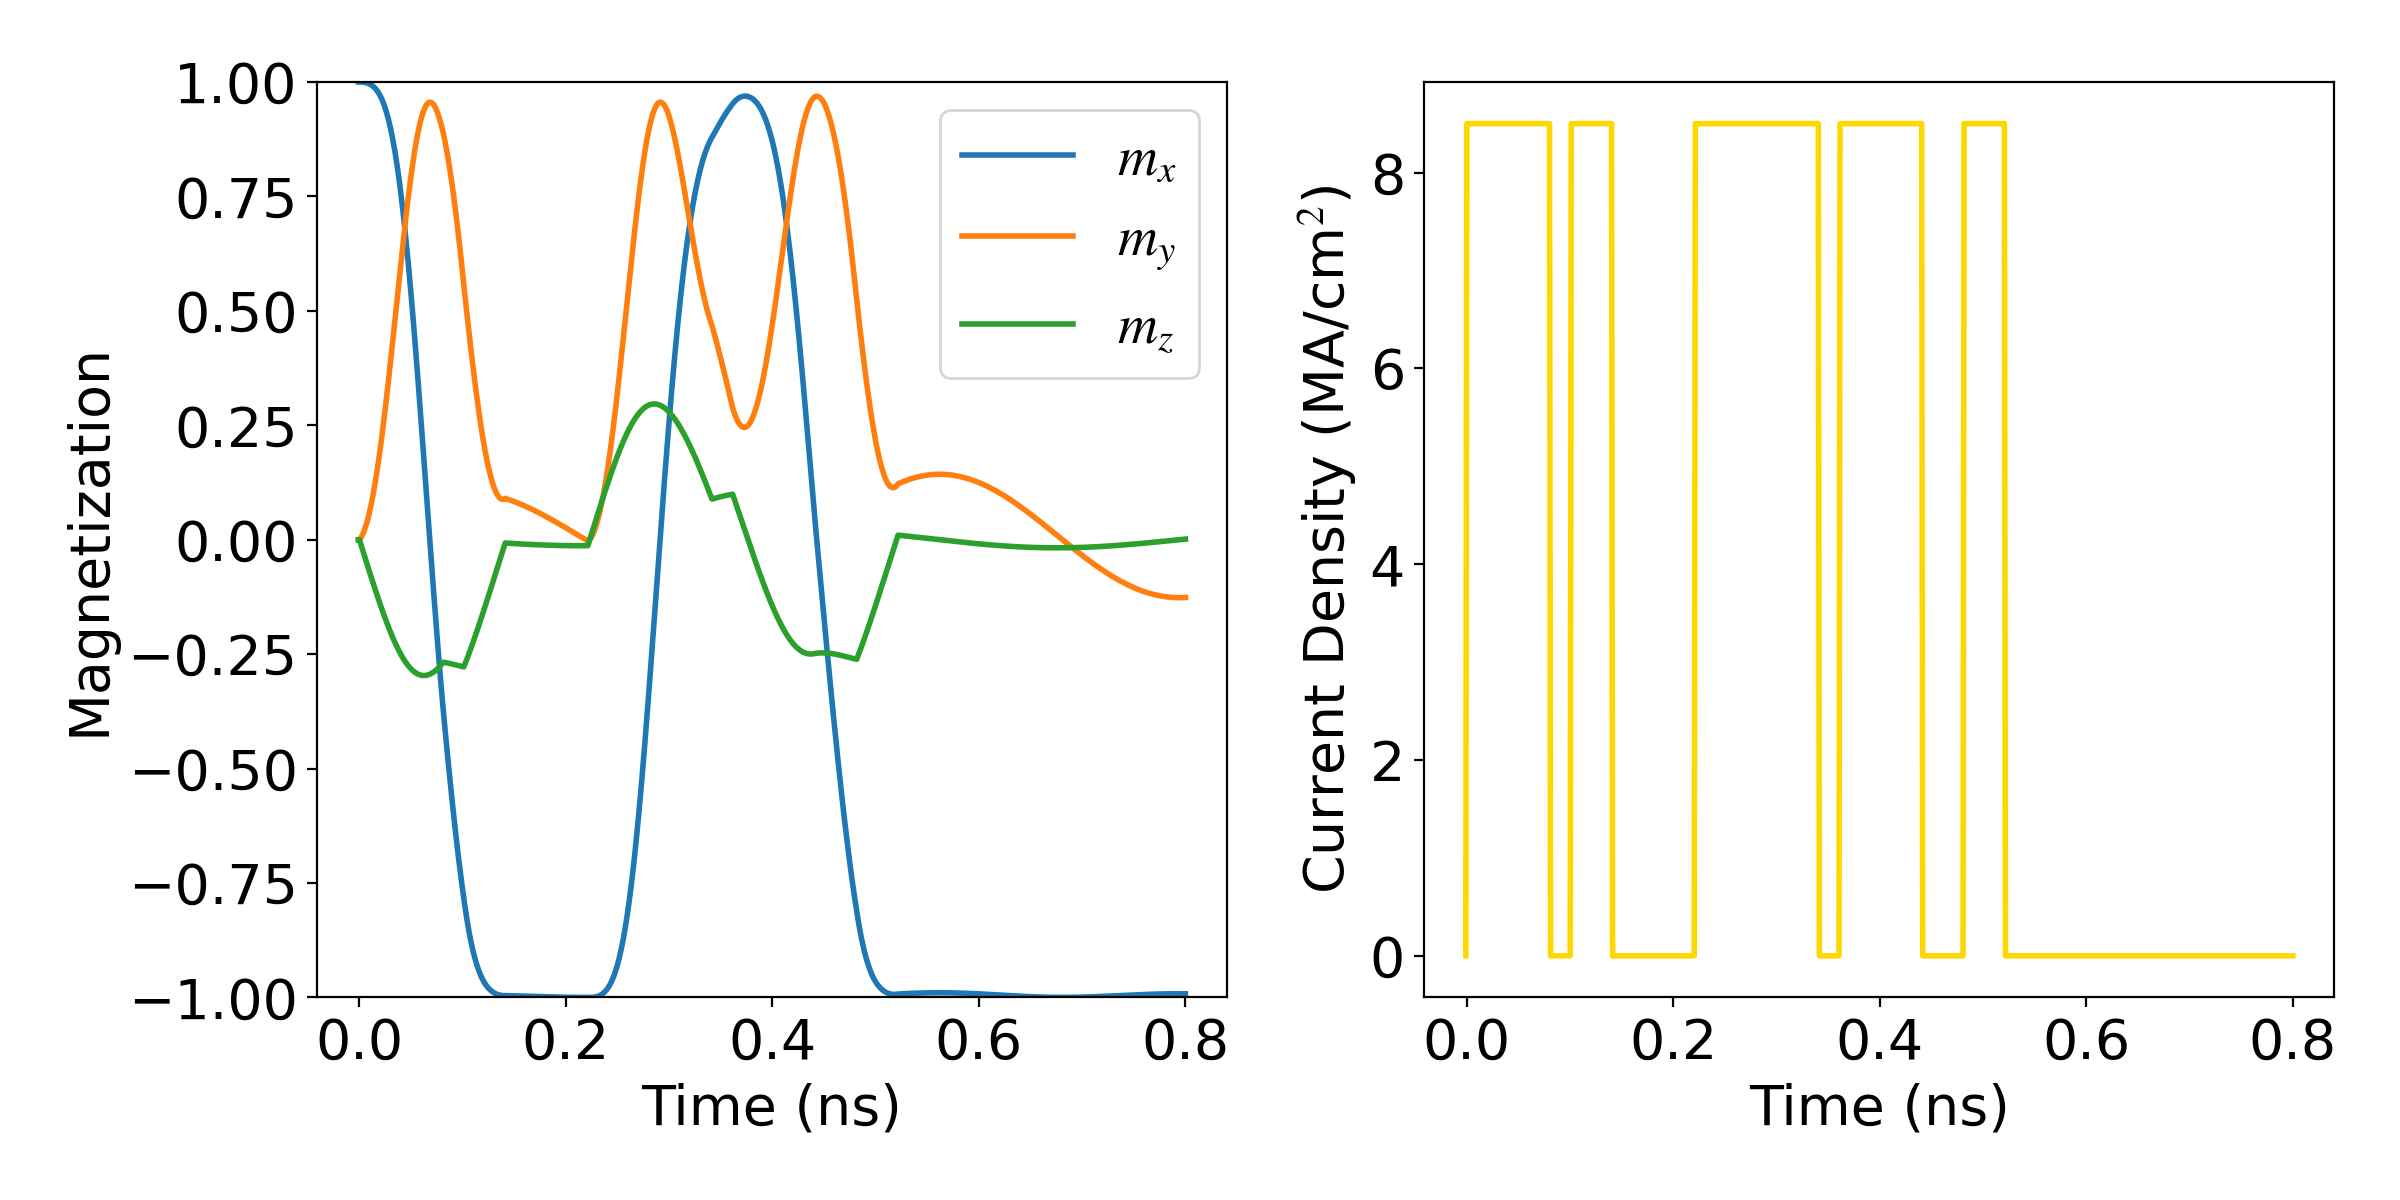 Magnetization
1.00
0.75
0.50
0.25
0.00
−0.25
−0.50
−0.75
−1.00
0.0 0.2 0.4 0.6 0.8
Time (ns)
m_x
m_y
m_z
Current Density (MA/cm²)
8
6
4
2
0
0.0 0.2 0.4 0.6 0.8
Time (ns)